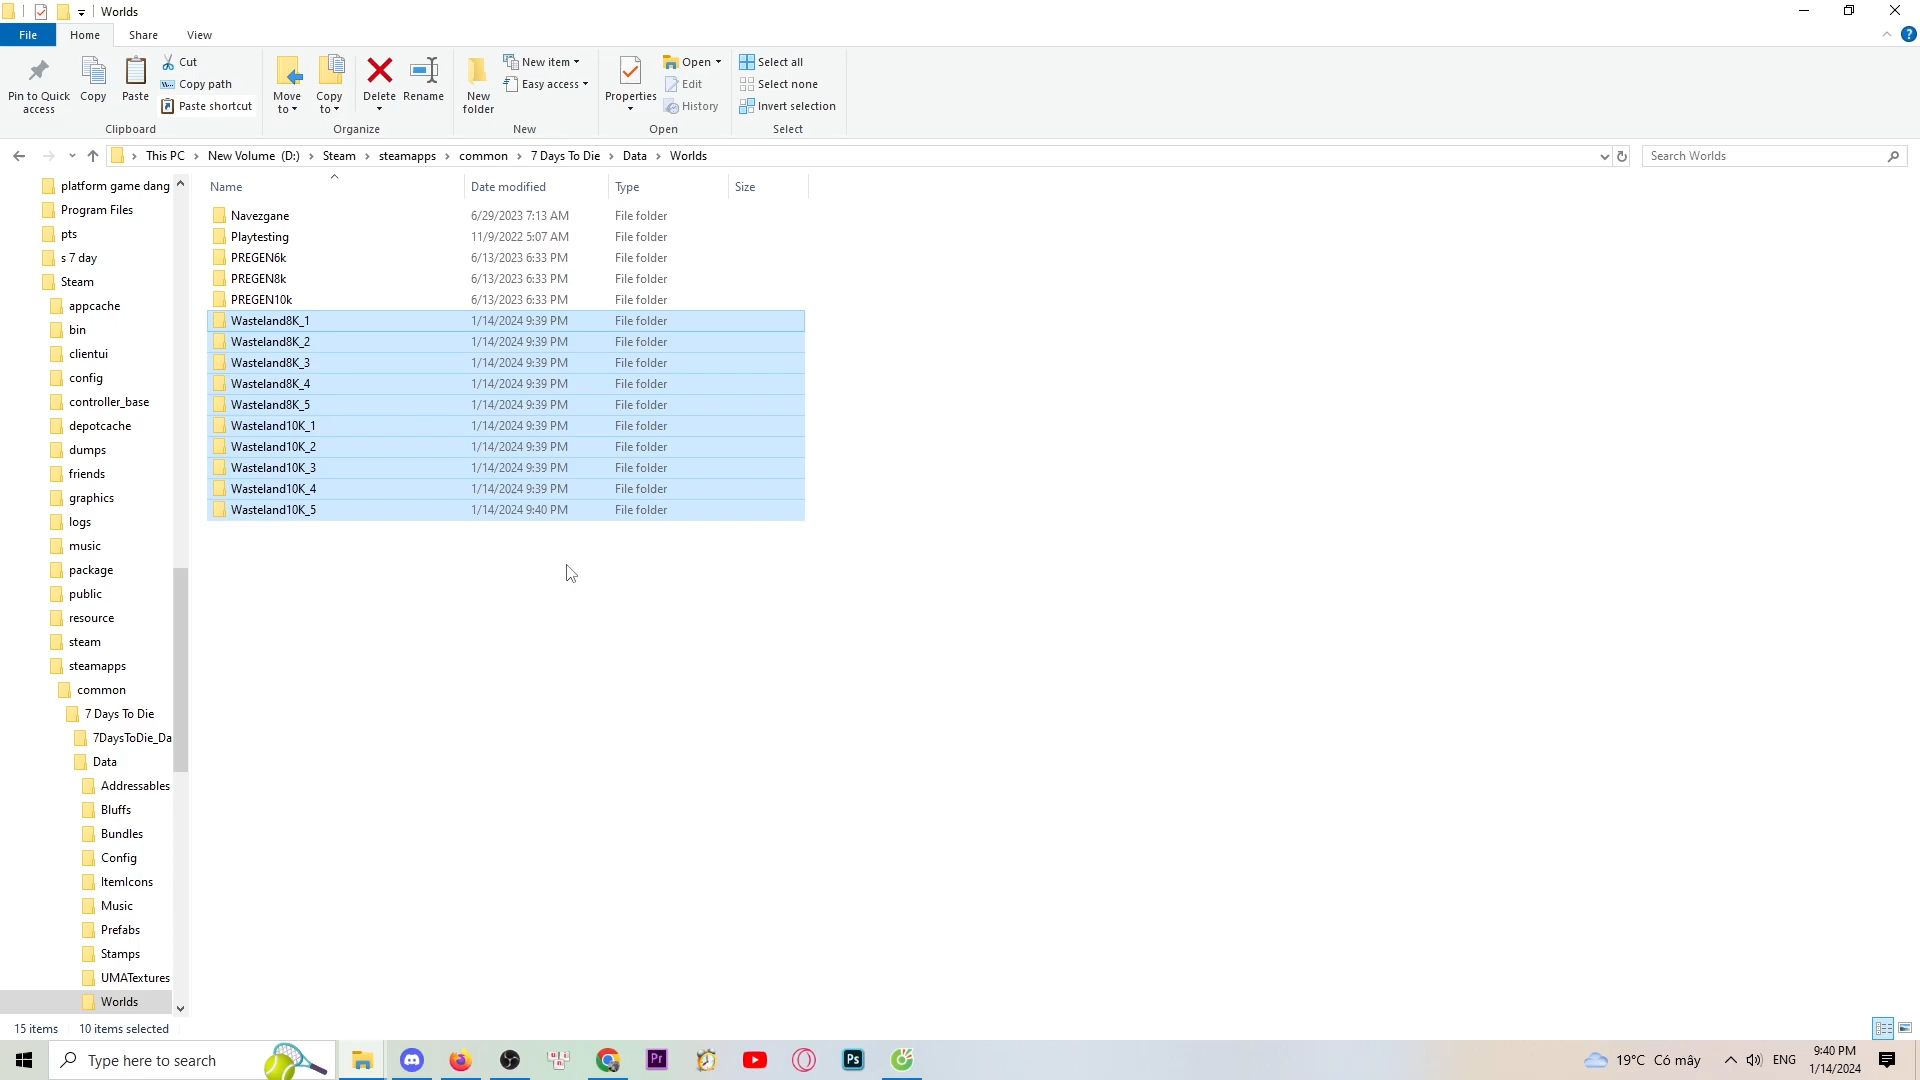 Worlds
File Home Share View
Pin to Quick access
Copy
Paste
Cut
Copy path
Paste shortcut
Clipboard
Move to
Copy to
Delete
Rename
Organize
New folder
New item
Easy access
New
Properties
Open
Edit
History
Open
Select all
Select none
Invert selection
Select
This PC New Volume (D:) Steam steamapps common 7 Days To Die Data Worlds
Search Worlds
platform game dang
Program Files
pts
s 7 day
Steam
appcache
bin
clientui
config
controller_base
depotcache
dumps
friends
graphics
logs
music
package
public
resource
steam
steamapps
common
7 Days To Die
7DaysToDie_Da
Data
Addressables
Bluffs
Bundles
Config
ItemIcons
Music
Prefabs
Stamps
UMATextures
Worlds
Name Date modified Type Size
Navezgane 6/29/2023 7:13 AM File folder
Playtesting 11/9/2022 5:07 AM File folder
PREGEN6k 6/13/2023 6:33 PM File folder
PREGEN8k 6/13/2023 6:33 PM File folder
PREGEN10k 6/13/2023 6:33 PM File folder
Wasteland8K_1 1/14/2024 9:39 PM File folder
Wasteland8K_2 1/14/2024 9:39 PM File folder
Wasteland8K_3 1/14/2024 9:39 PM File folder
Wasteland8K_4 1/14/2024 9:39 PM File folder
Wasteland8K_5 1/14/2024 9:39 PM File folder
Wasteland10K_1 1/14/2024 9:39 PM File folder
Wasteland10K_2 1/14/2024 9:39 PM File folder
Wasteland10K_3 1/14/2024 9:39 PM File folder
Wasteland10K_4 1/14/2024 9:39 PM File folder
Wasteland10K_5 1/14/2024 9:40 PM File folder
15 items 10 items selected
Type here to search
Pr
Ps
19°C Có mây
ENG
9:40 PM
1/14/2024